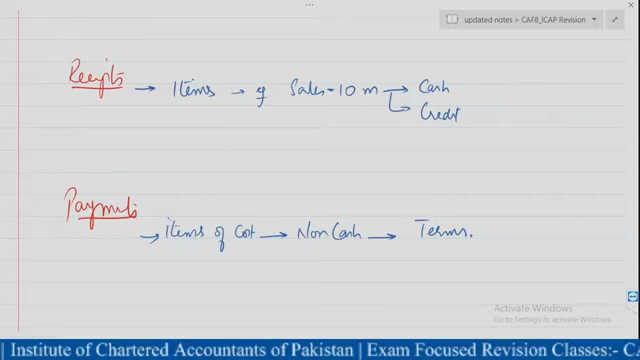 updated notes > CAF8_ICAP Revision
Receipts → Items → if Sales = 10 m → Cash
Credit
Payments
→ Items of Cost → Non Cash → Terms.
Activate Windows
Go to Settings to activate Windows.
| Institute of Chartered Accountants of Pakistan | Exam Focused Revision Classes:- C